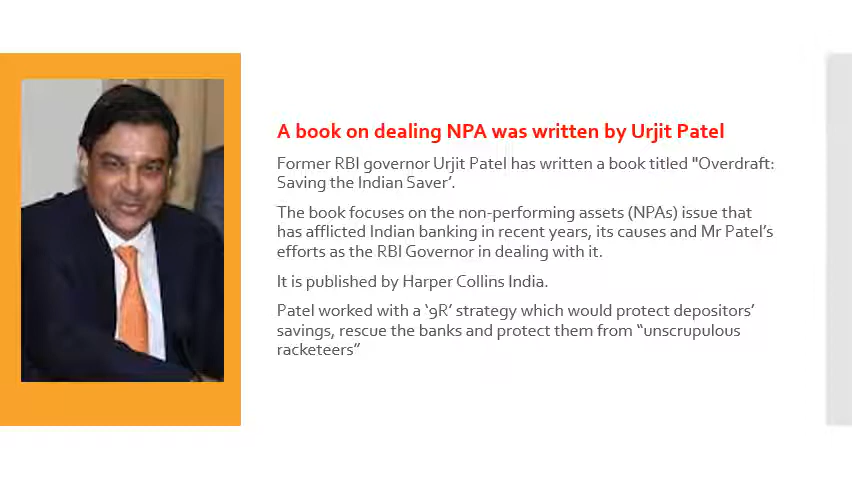 A book on dealing NPA was written by Urjit Patel
Former RBI governor Urjit Patel has written a book titled "Overdraft:
Saving the Indian Saver’.
The book focuses on the non-performing assets (NPAs) issue that
has afflicted Indian banking in recent years, its causes and Mr Patel’s
efforts as the RBI Governor in dealing with it.
It is published by Harper Collins India.
Patel worked with a ‘9R’ strategy which would protect depositors’
savings, rescue the banks and protect them from “unscrupulous
racketeers”